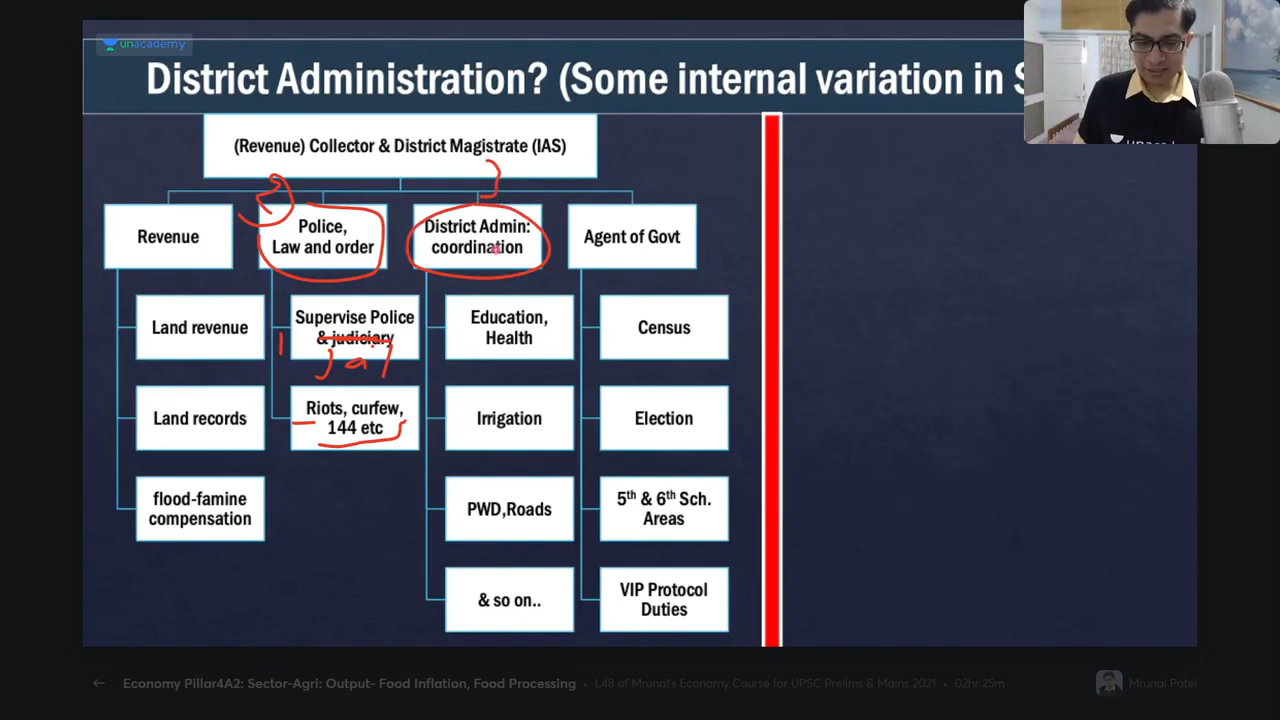 unacademy
District Administration? (Some internal variation in S
(Revenue) Collector & District Magistrate (IAS)
Revenue
Land revenue
Land records
flood-famine
compensation
Police,
Law and order
Supervise Police
& judiciary
jail
Riots, curfew,
144 etc
District Admin:
coordination
Education,
Health
Irrigation
PWD,Roads
& so on..
Agent of Govt
Census
Election
5th & 6th Sch.
Areas
VIP Protocol
Duties
Economy Pillar4A2: Sector-Agri: Output- Food Inflation, Food Processing • L48 of Mrunal's Economy Course for UPSC Prelims & Mains 2021 • 02hr 25m
Mrunal Patel